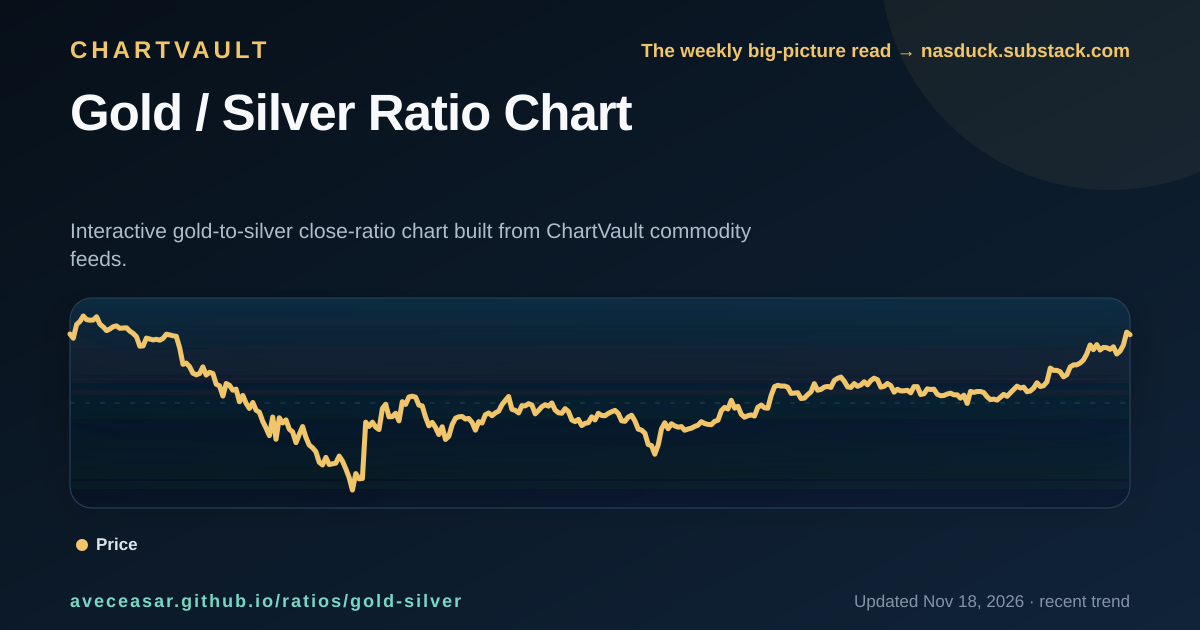 CHARTVAULT
The weekly big-picture read → nasduck.substack.com
Gold / Silver Ratio Chart
Interactive gold-to-silver close-ratio chart built from ChartVault commodity
feeds.
Price
aveceasar.github.io/ratios/gold-silver
Updated Nov 18, 2026 · recent trend